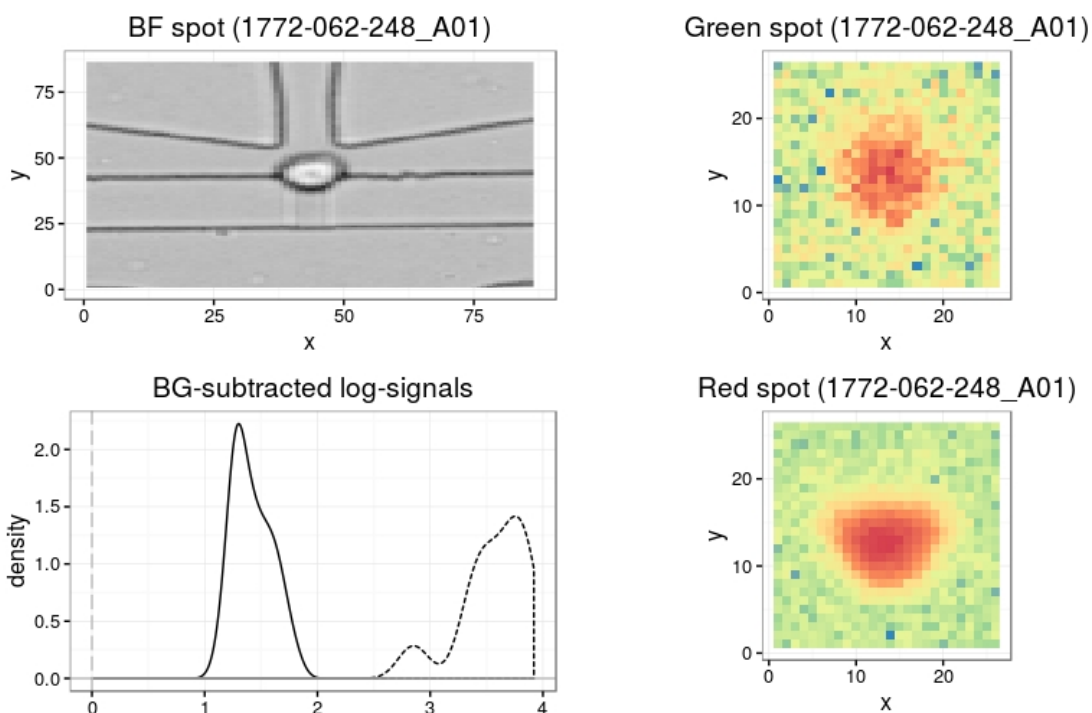 BF spot (1772-062-248_A01)
y
75
50
25
0
0 25 50 75
x
Green spot (1772-062-248_A01)
y
20
10
0
0 10 20
x
BG-subtracted log-signals
density
2.0
1.5
1.0
0.5
0.0
0 1 2 3 4
Red spot (1772-062-248_A01)
y
20
10
0
0 10 20
x